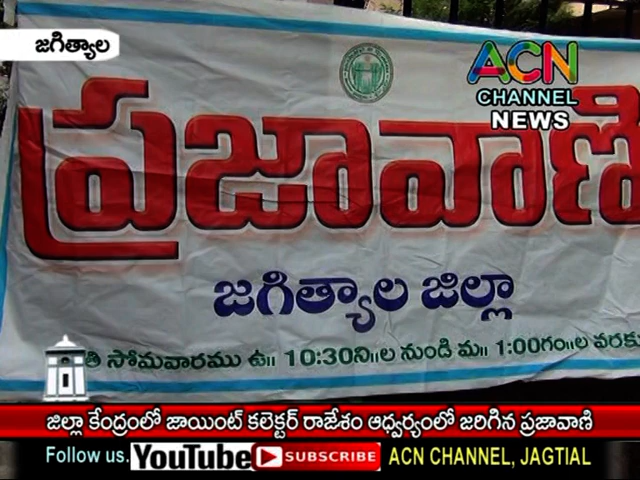 జగిత్యాల
ACN
CHANNEL
NEWS
ప్రజావాణి
జగిత్యాల జిల్లా
తి సోమవారము ఉ॥ 10:30ని॥ల నుండి మ॥ 1:00గం॥ల వరకు
జిల్లా కేంద్రంలో జాయింట్ కలెక్టర్ రాజేశం ఆధ్వర్యంలో జరిగిన ప్రజావాణి
Follow us. YouTube SUBSCRIBE ACN CHANNEL, JAGTIAL